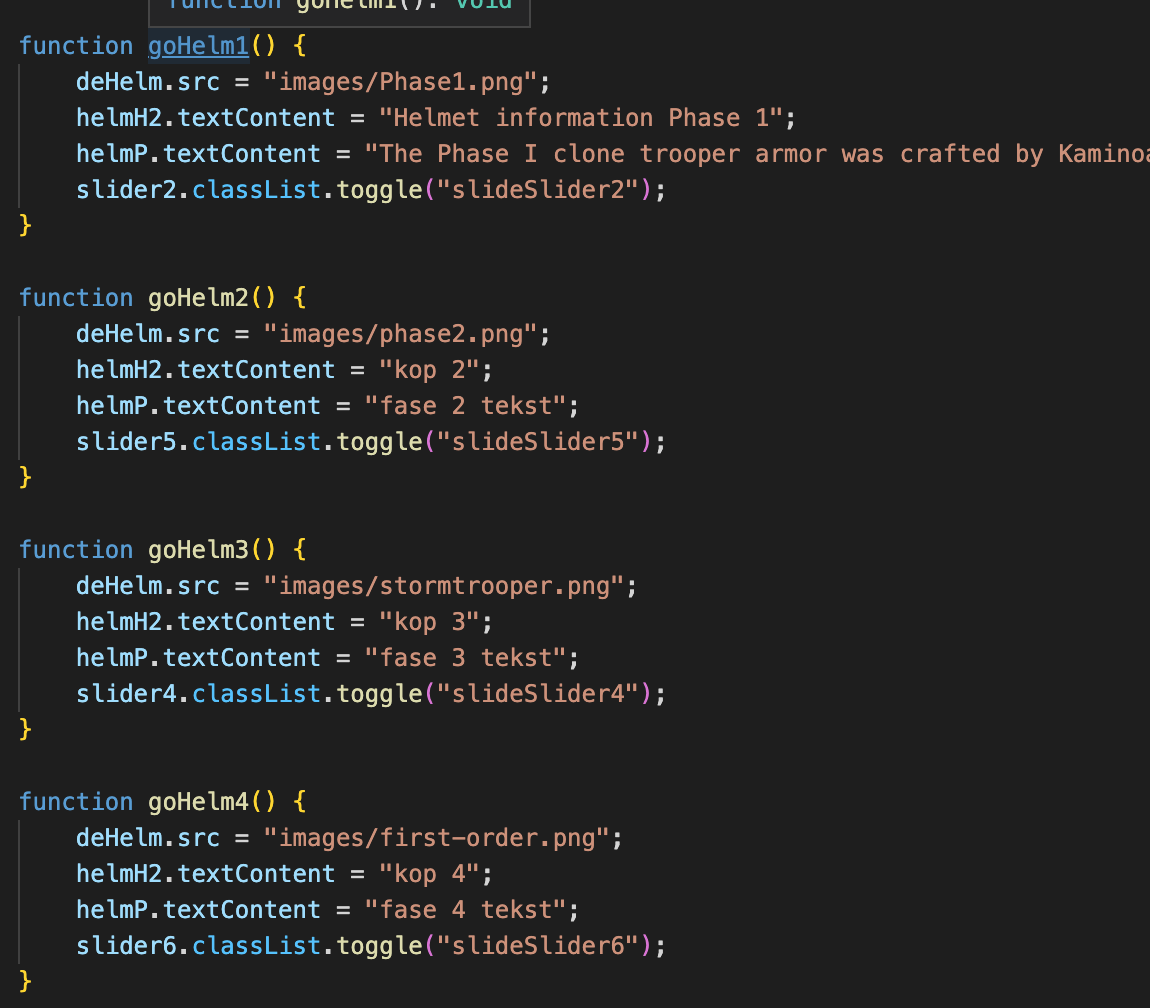 function goHelm1(): void
function goHelm1() {
    deHelm.src = "images/Phase1.png";
    helmH2.textContent = "Helmet information Phase 1";
    helmP.textContent = "The Phase I clone trooper armor was crafted by Kamino
    slider2.classList.toggle("slideSlider2");
}
function goHelm2() {
    deHelm.src = "images/phase2.png";
    helmH2.textContent = "kop 2";
    helmP.textContent = "fase 2 tekst";
    slider5.classList.toggle("slideSlider5");
}
function goHelm3() {
    deHelm.src = "images/stormtrooper.png";
    helmH2.textContent = "kop 3";
    helmP.textContent = "fase 3 tekst";
    slider4.classList.toggle("slideSlider4");
}
function goHelm4() {
    deHelm.src = "images/first-order.png";
    helmH2.textContent = "kop 4";
    helmP.textContent = "fase 4 tekst";
    slider6.classList.toggle("slideSlider6");
}